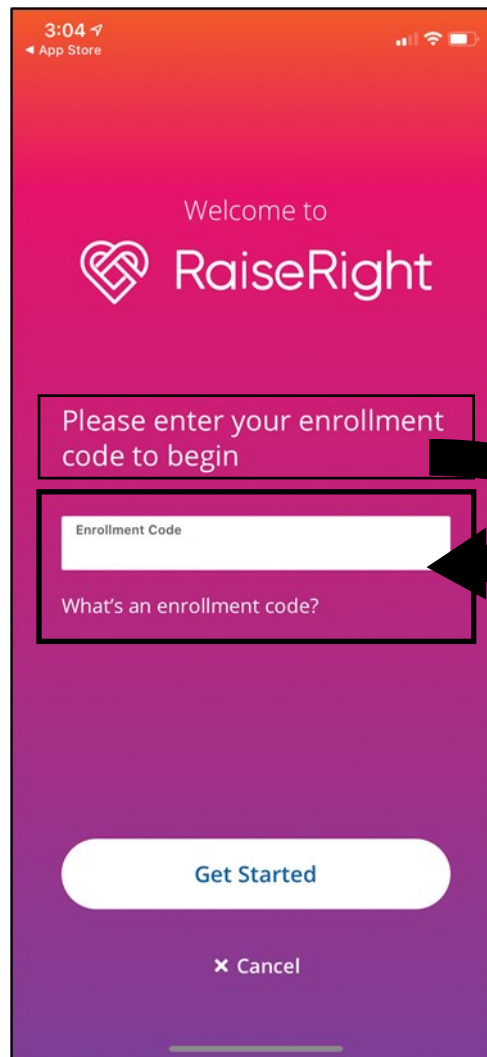 3:04
◀ App Store
Welcome to
RaiseRight
Please enter your enrollment
code to begin
Enrollment Code
What's an enrollment code?
Get Started
× Cancel